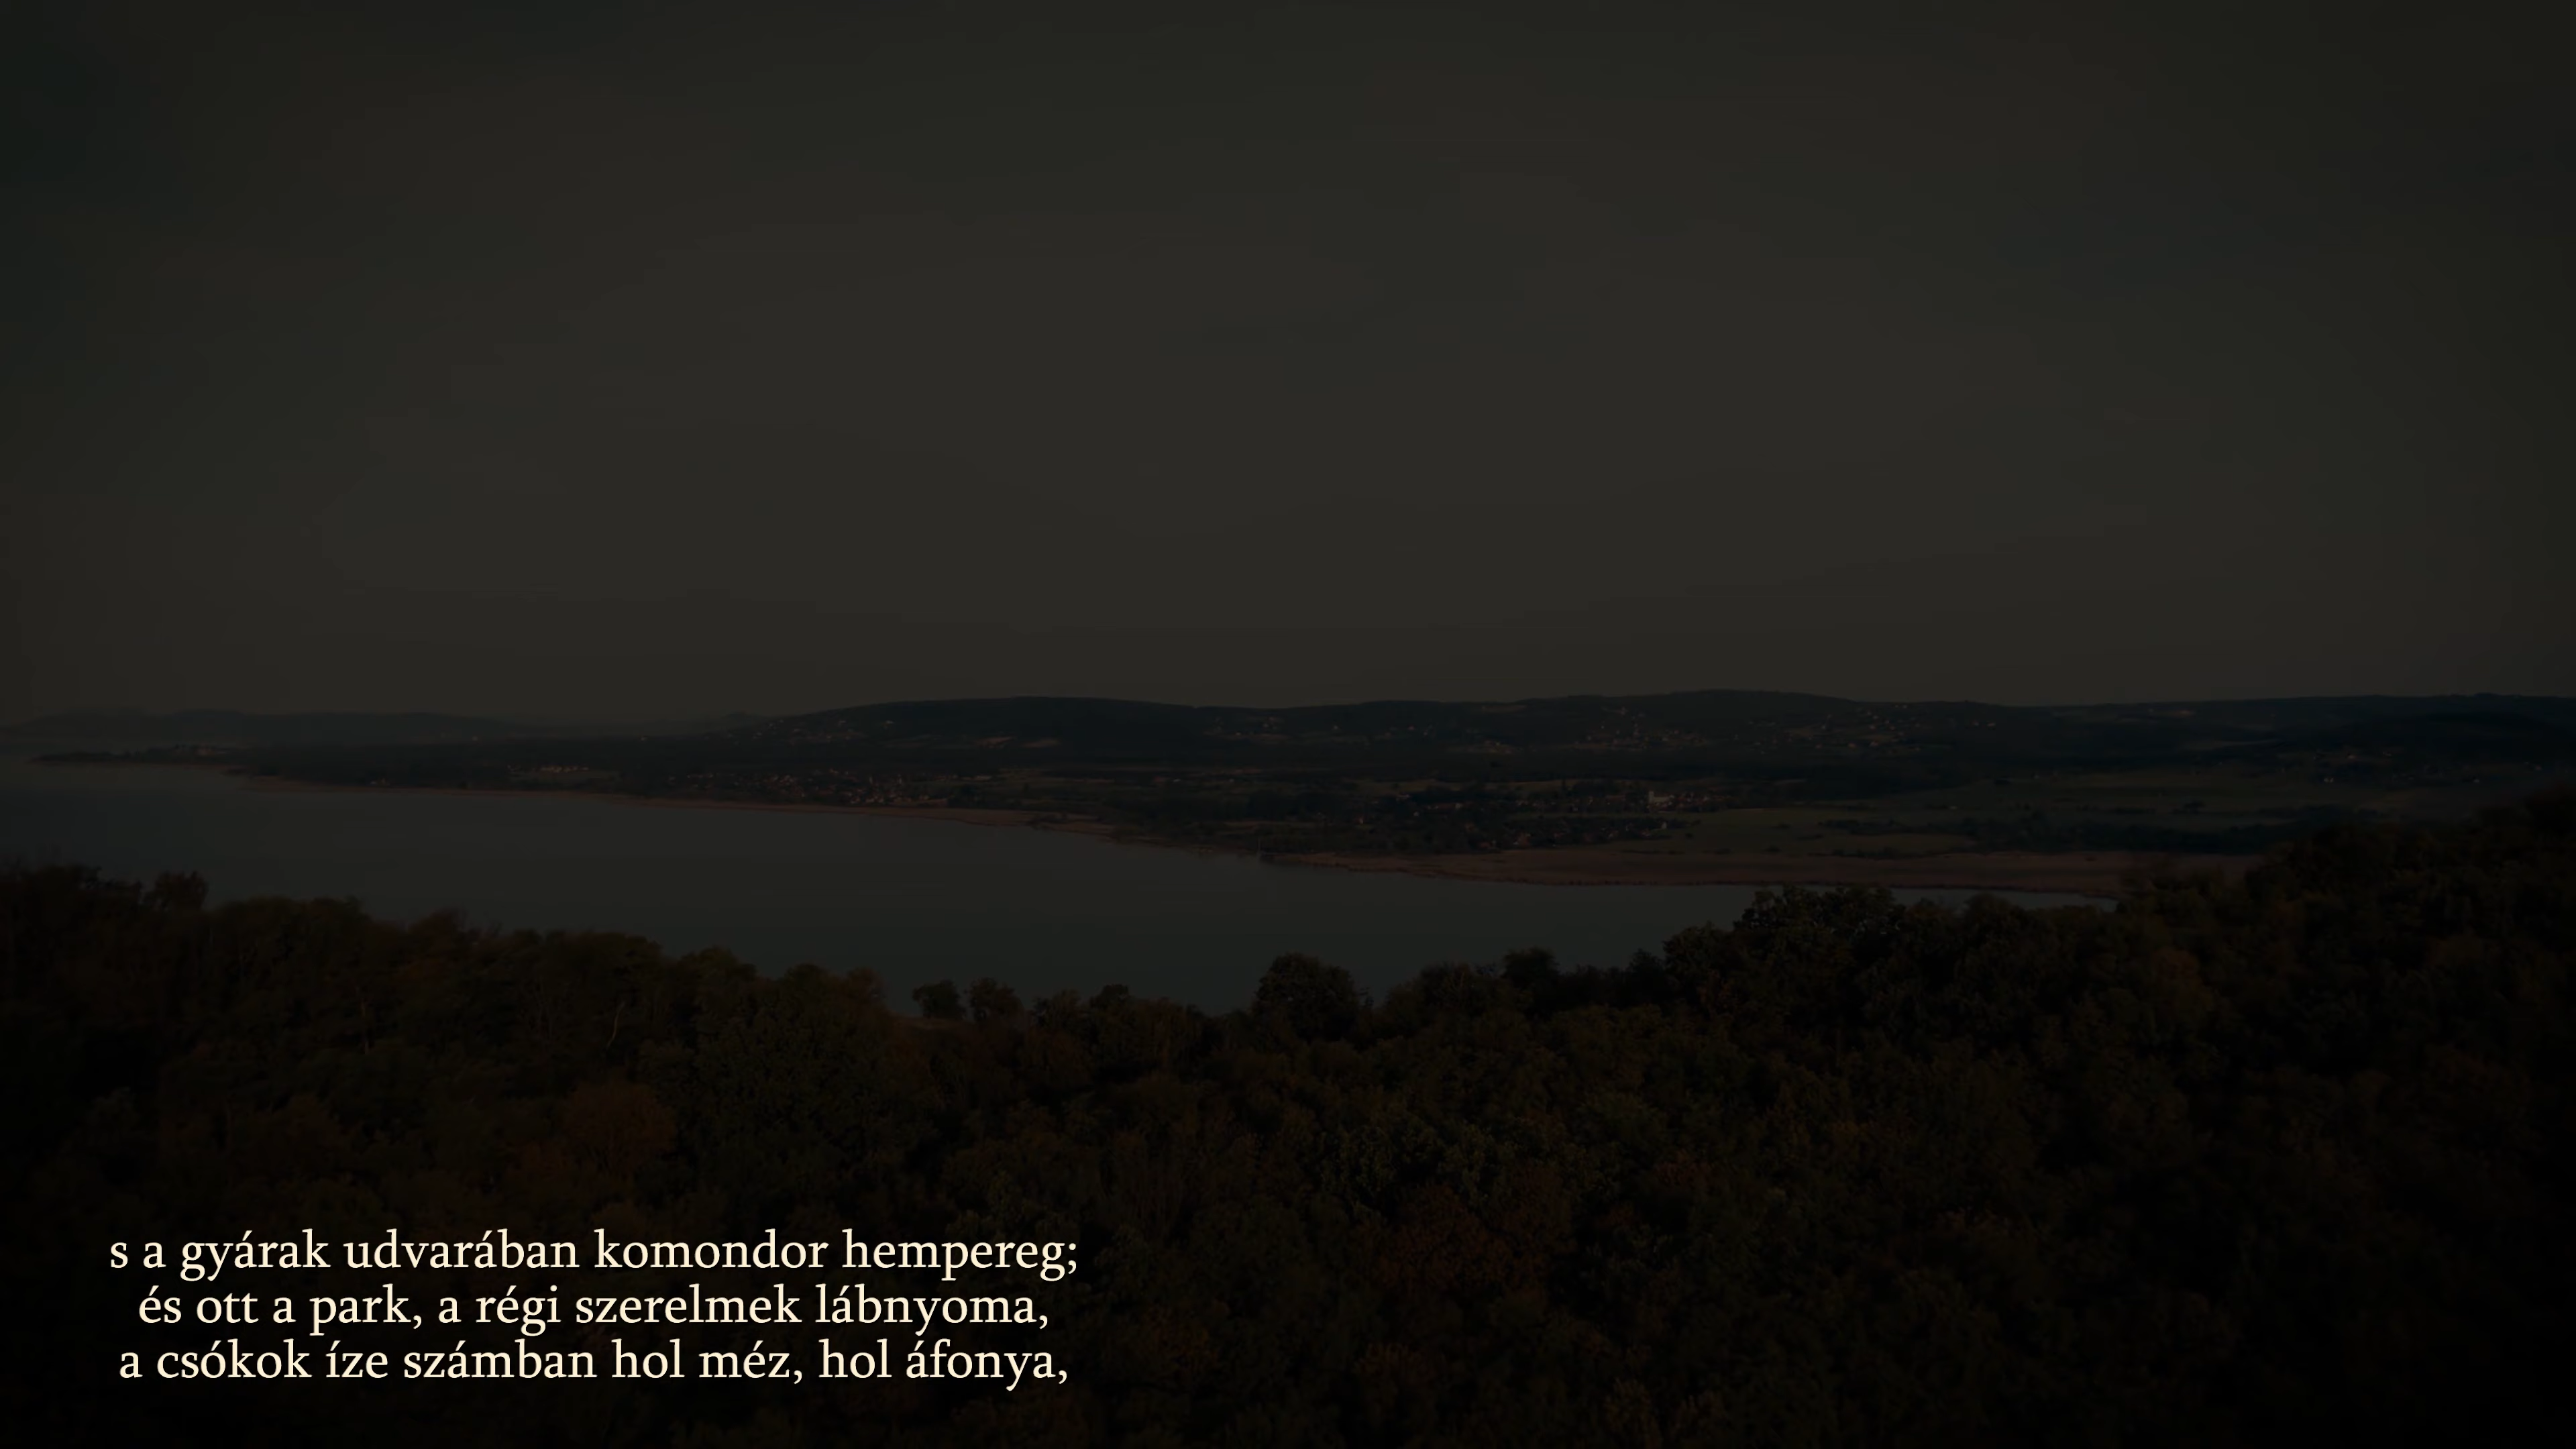 s a gyárak udvarában komondor hempereg;
és ott a park, a régi szerelmek lábnyoma,
a csókok íze számban hol méz, hol áfonya,